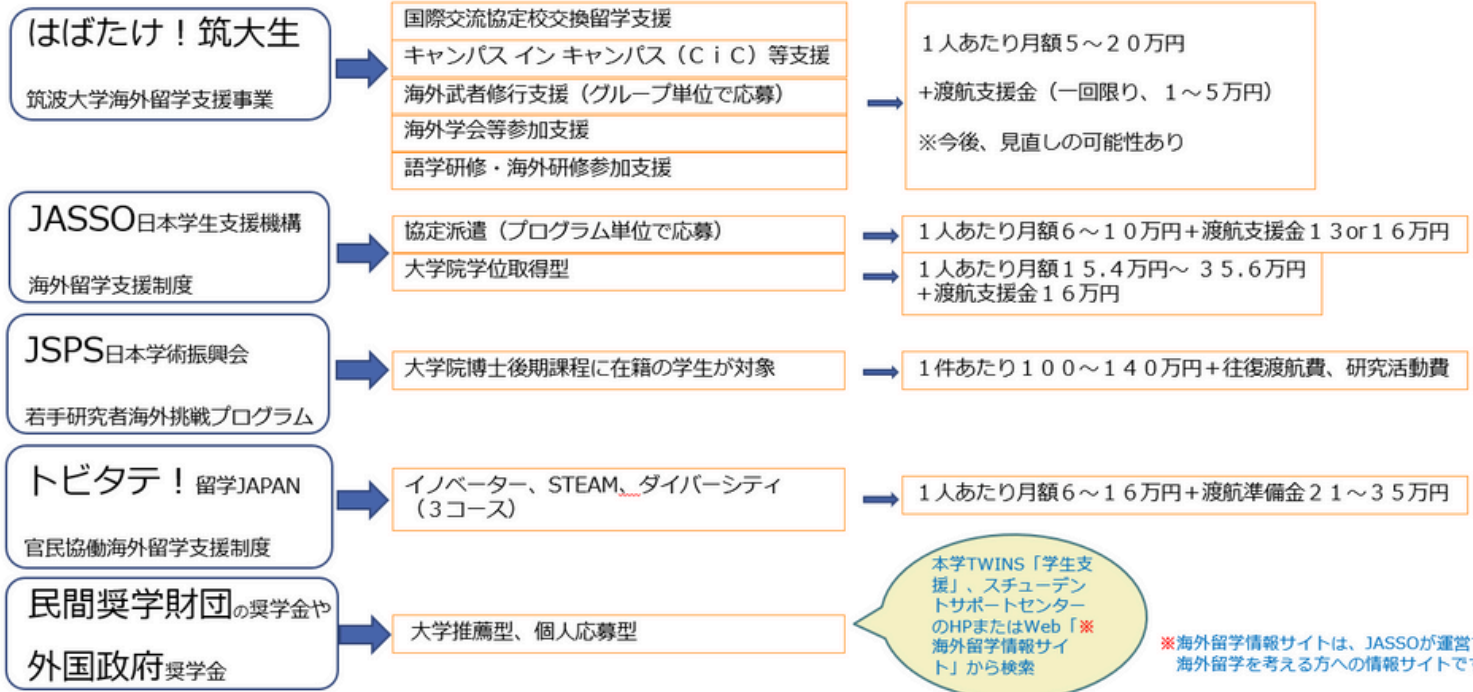 はばたけ！筑大生
筑波大学海外留学支援事業
国際交流協定校交換留学支援
キャンパス イン キャンパス（ＣｉＣ）等支援
海外武者修行支援（グループ単位で応募）
海外学会等参加支援
語学研修・海外研修参加支援
１人あたり月額５～２０万円
+渡航支援金（一回限り、１～５万円）
※今後、見直しの可能性あり
JASSO日本学生支援機構
海外留学支援制度
協定派遣（プログラム単位で応募）
１人あたり月額６～１０万円＋渡航支援金１３or１６万円
大学院学位取得型
１人あたり月額１５.４万円～ ３５.６万円
＋渡航支援金１６万円
JSPS日本学術振興会
若手研究者海外挑戦プログラム
大学院博士後期課程に在籍の学生が対象
１件あたり１００～１４０万円＋往復渡航費、研究活動費
トビタテ！留学JAPAN
官民協働海外留学支援制度
イノベーター、STEAM、ダイバーシティ
（３コース）
１人あたり月額６～１６万円＋渡航準備金２１～３５万円
民間奨学財団の奨学金や
外国政府奨学金
大学推薦型、個人応募型
本学TWINS「学生支
援」、スチューデン
トサポートセンター
のHPまたはWeb「※
海外留学情報サイ
ト」から検索
※海外留学情報サイトは、JASSOが運営
海外留学を考える方への情報サイトで